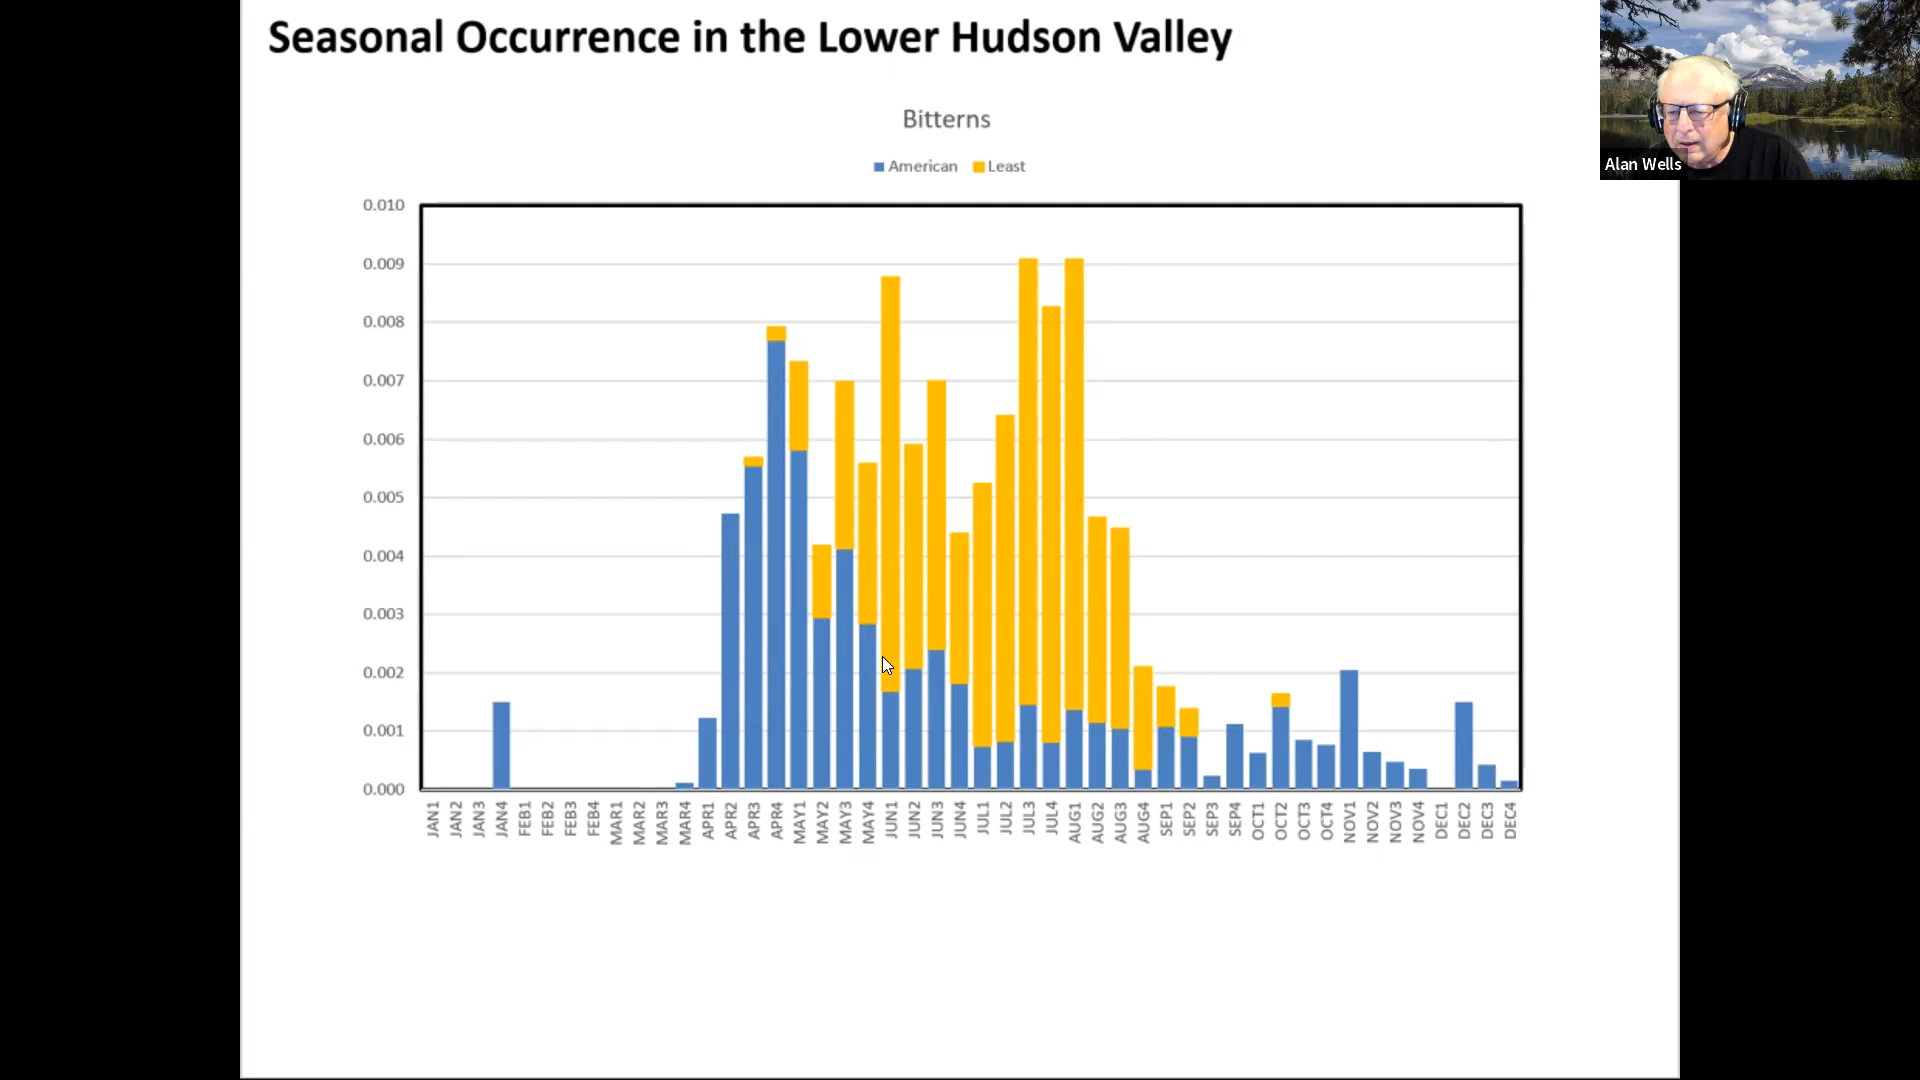 Seasonal Occurrence in the Lower Hudson Valley
Alan Wells
Bitterns
American Least
0.010
0.009
0.008
0.007
0.006
0.005
0.004
0.003
0.002
0.001
0.000
JAN1 JAN2 JAN3 JAN4 FEB1 FEB2 FEB3 FEB4 MAR1 MAR2 MAR3 MAR4 APR1 APR2 APR3 APR4 MAY1 MAY2 MAY3 MAY4 JUN1 JUN2 JUN3 JUN4 JUL1 JUL2 JUL3 JUL4 AUG1 AUG2 AUG3 AUG4 SEP1 SEP2 SEP3 SEP4 OCT1 OCT2 OCT3 OCT4 NOV1 NOV2 NOV3 NOV4 DEC1 DEC2 DEC3 DEC4